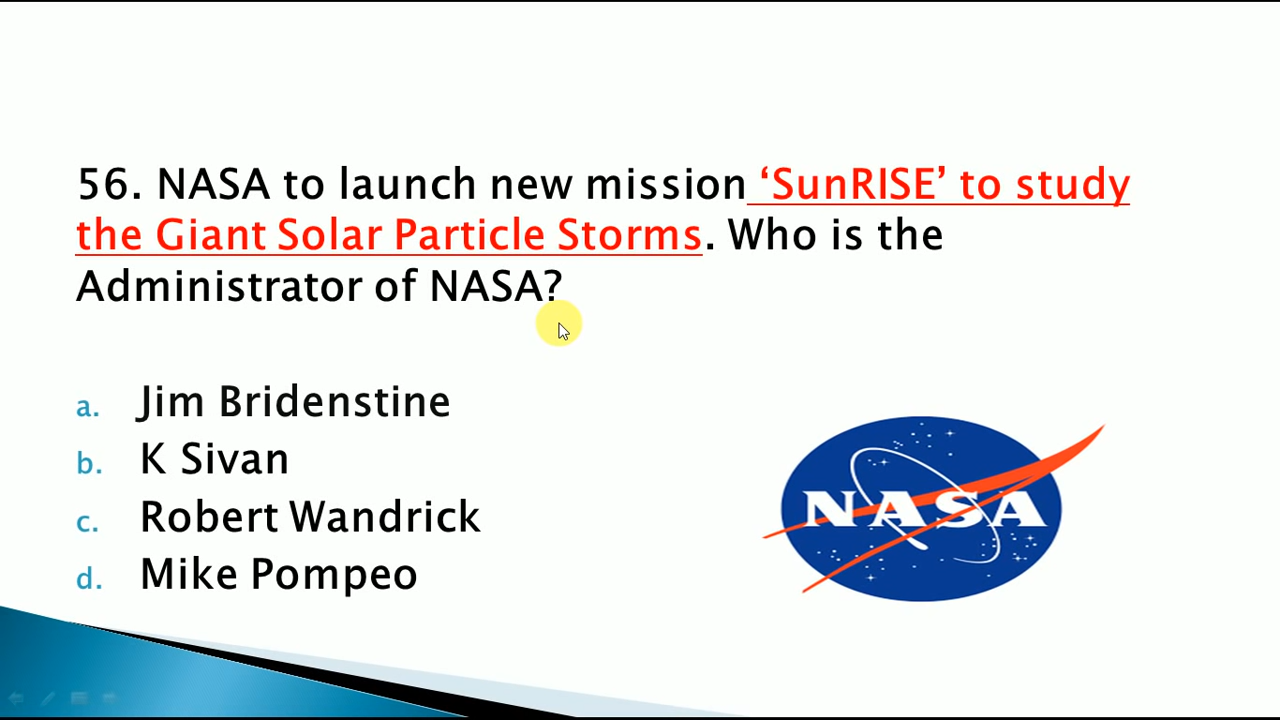 56. NASA to launch new mission ‘SunRISE’ to study
the Giant Solar Particle Storms. Who is the
Administrator of NASA?
a. Jim Bridenstine
b. K Sivan
c. Robert Wandrick
d. Mike Pompeo
NASA